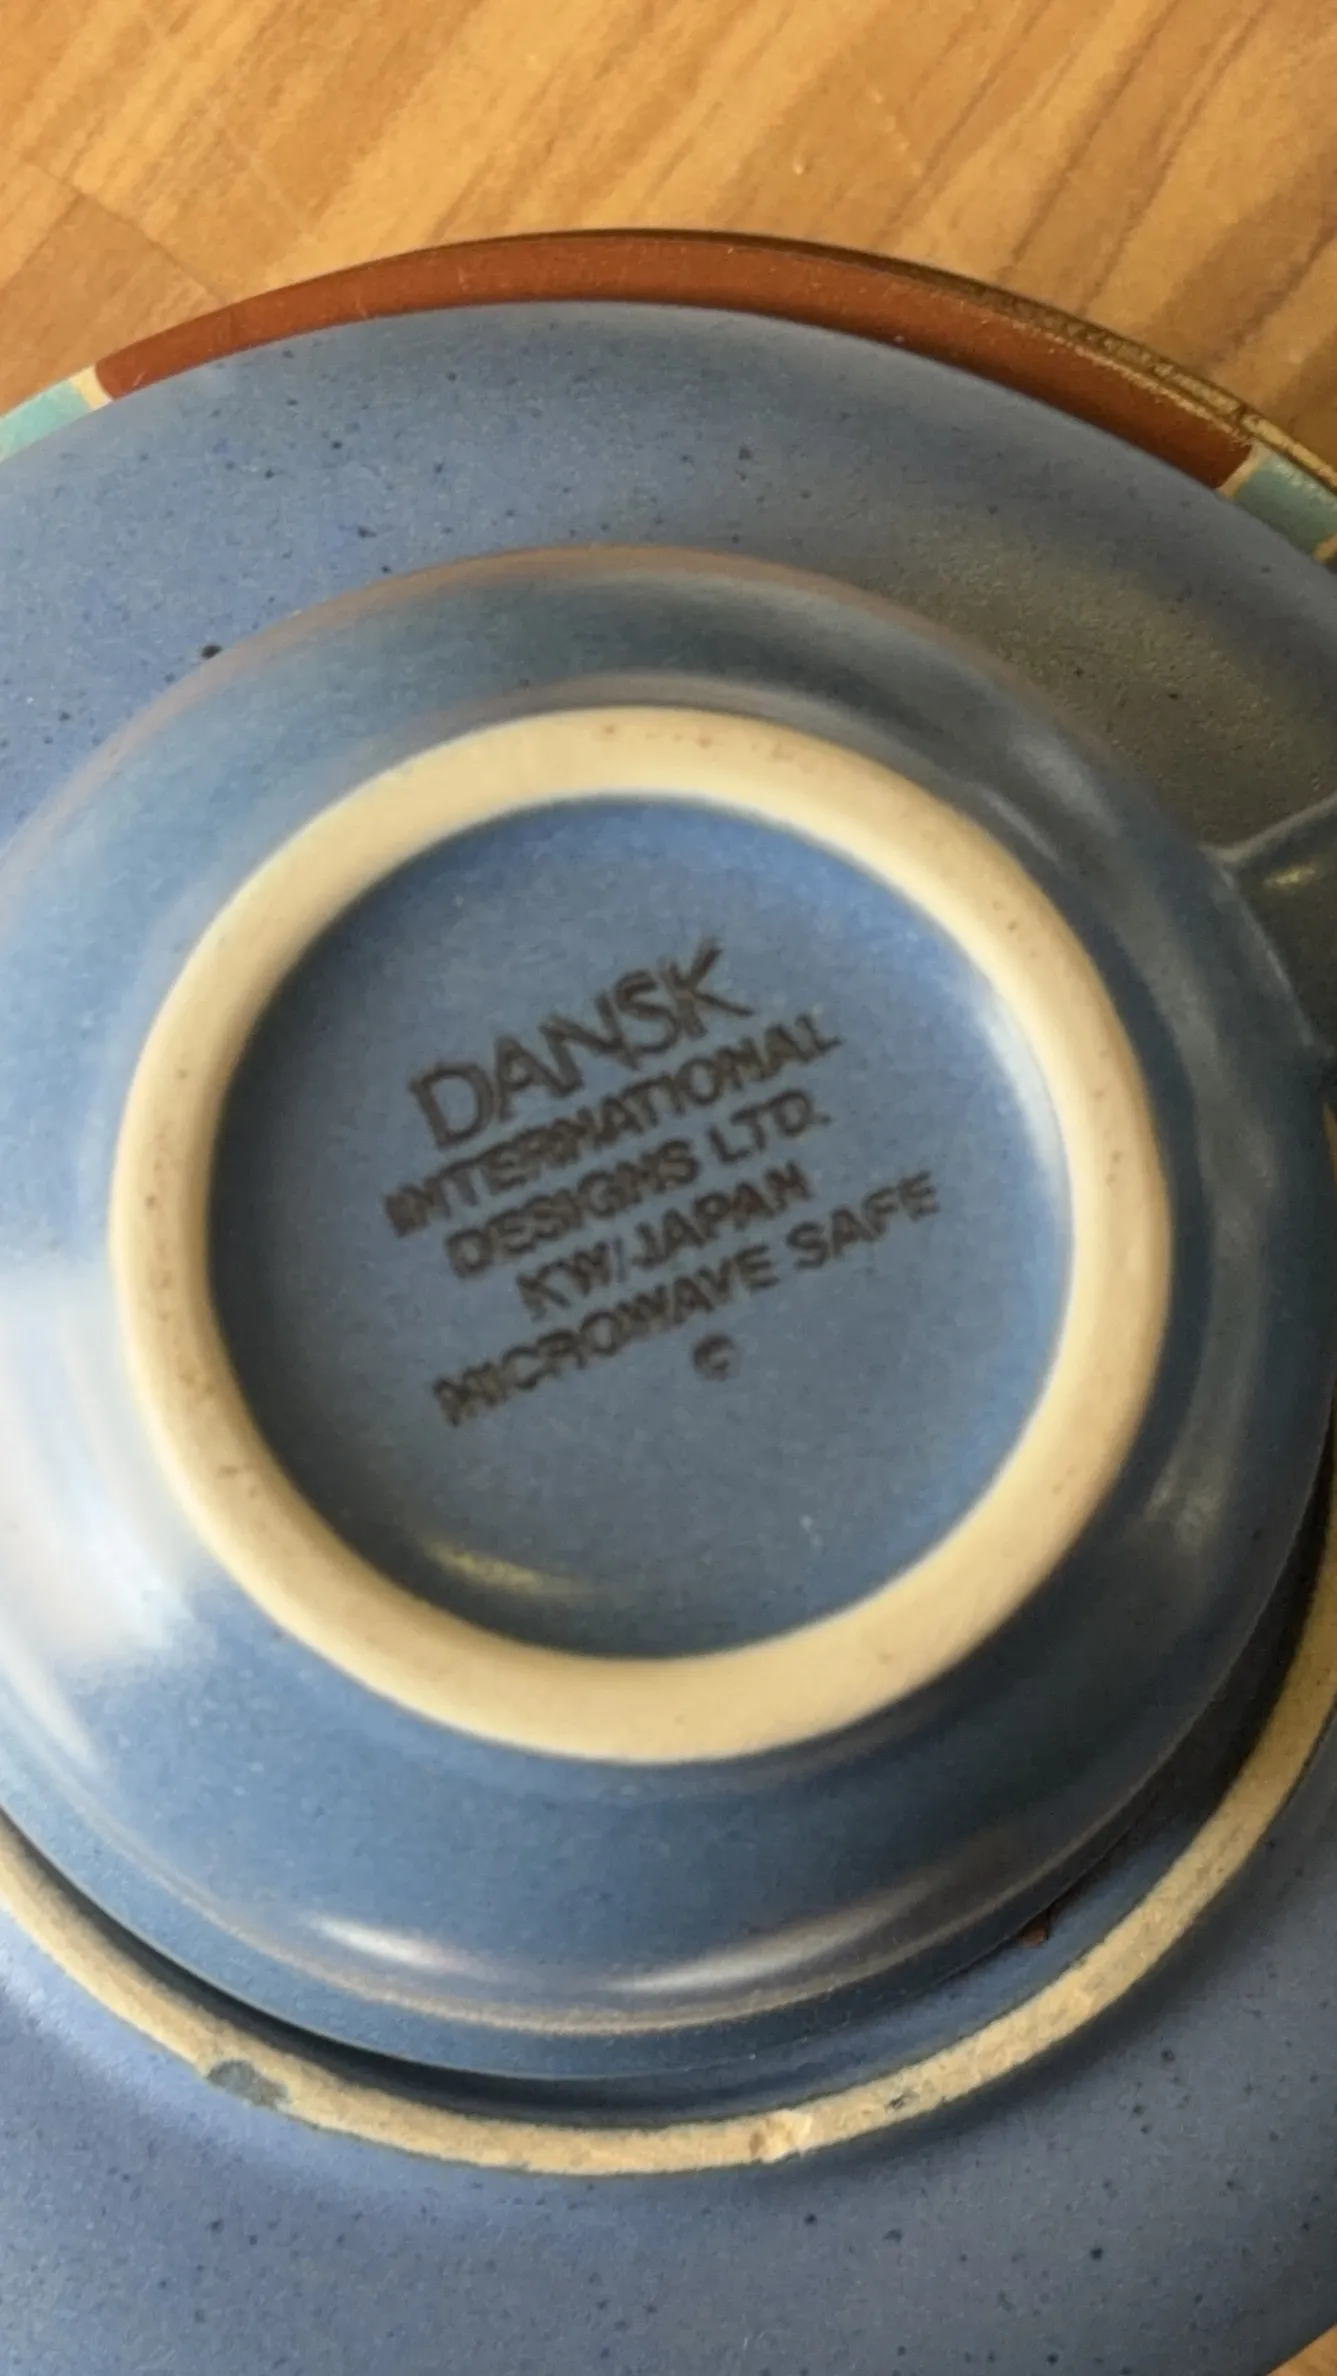 DANSK
INTERNATIONAL
DESIGNS LTD.
KW/JAPAN
MICROWAVE SAFE
©